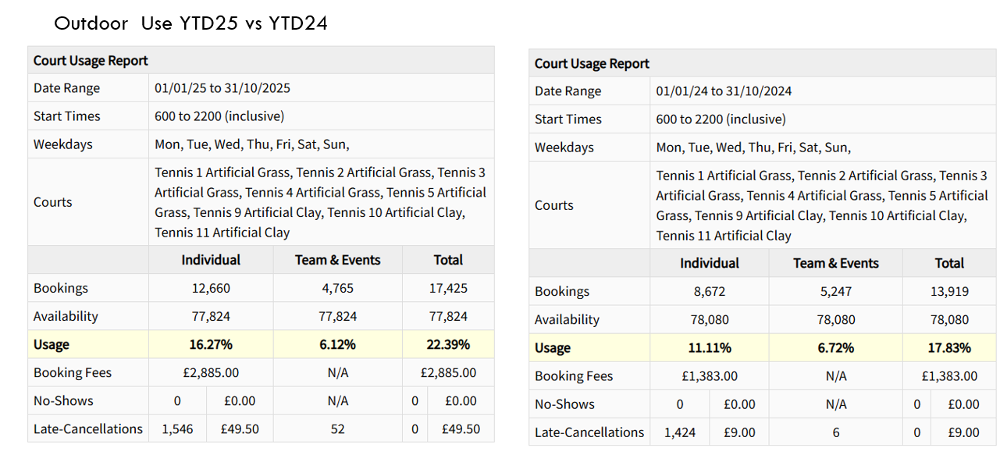 Outdoor Use YTD25 vs YTD24
Court Usage Report
Date Range 01/01/25 to 31/10/2025
Start Times 600 to 2200 (inclusive)
Weekdays Mon, Tue, Wed, Thu, Fri, Sat, Sun,
Courts
Tennis 1 Artificial Grass, Tennis 2 Artificial Grass, Tennis 3
Artificial Grass, Tennis 4 Artificial Grass, Tennis 5 Artificial
Grass, Tennis 9 Artificial Clay, Tennis 10 Artificial Clay,
Tennis 11 Artificial Clay
Individual Team & Events Total
Bookings 12,660 4,765 17,425
Availability 77,824 77,824 77,824
Usage 16.27% 6.12% 22.39%
Booking Fees £2,885.00 N/A £2,885.00
No-Shows 0 £0.00 N/A 0 £0.00
Late-Cancellations 1,546 £49.50 52 0 £49.50
Court Usage Report
Date Range 01/01/24 to 31/10/2024
Start Times 600 to 2200 (inclusive)
Weekdays Mon, Tue, Wed, Thu, Fri, Sat, Sun,
Courts
Tennis 1 Artificial Grass, Tennis 2 Artificial Grass, Tennis 3
Artificial Grass, Tennis 4 Artificial Grass, Tennis 5 Artificial
Grass, Tennis 9 Artificial Clay, Tennis 10 Artificial Clay,
Tennis 11 Artificial Clay
Individual Team & Events Total
Bookings 8,672 5,247 13,919
Availability 78,080 78,080 78,080
Usage 11.11% 6.72% 17.83%
Booking Fees £1,383.00 N/A £1,383.00
No-Shows 0 £0.00 N/A 0 £0.00
Late-Cancellations 1,424 £9.00 6 0 £9.00